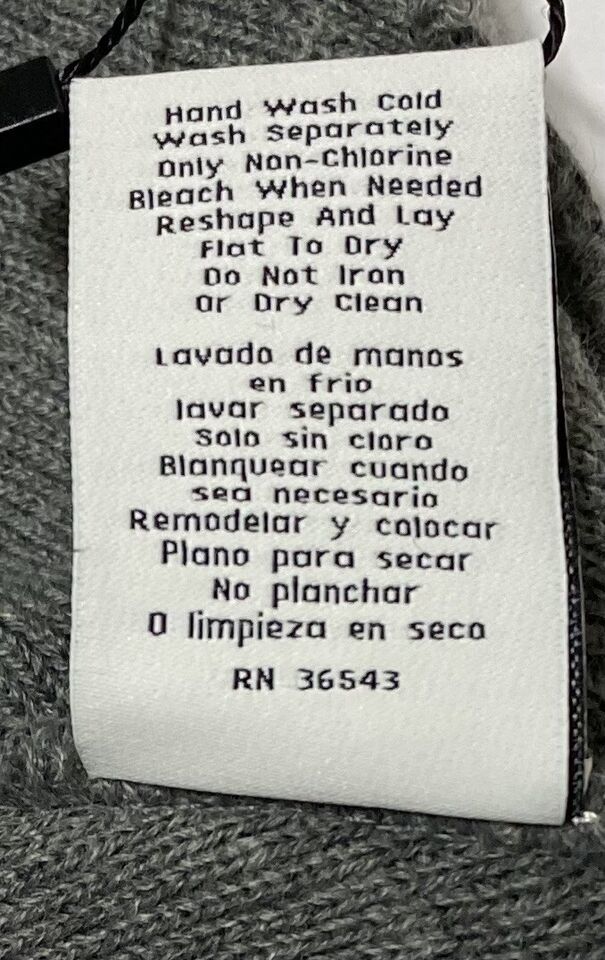 Hand Wash Cold
Wash Separately
Only Non-Chlorine
Bleach When Needed
Reshape And Lay
Flat To Dry
Do Not Iron
Or Dry Clean
Lavado de manos
en frio
lavar separado
Solo sin cloro
Blanquear cuando
sea necesario
Remodelar y colocar
Plano para secar
No planchar
O limpieza en seco
RN 36543